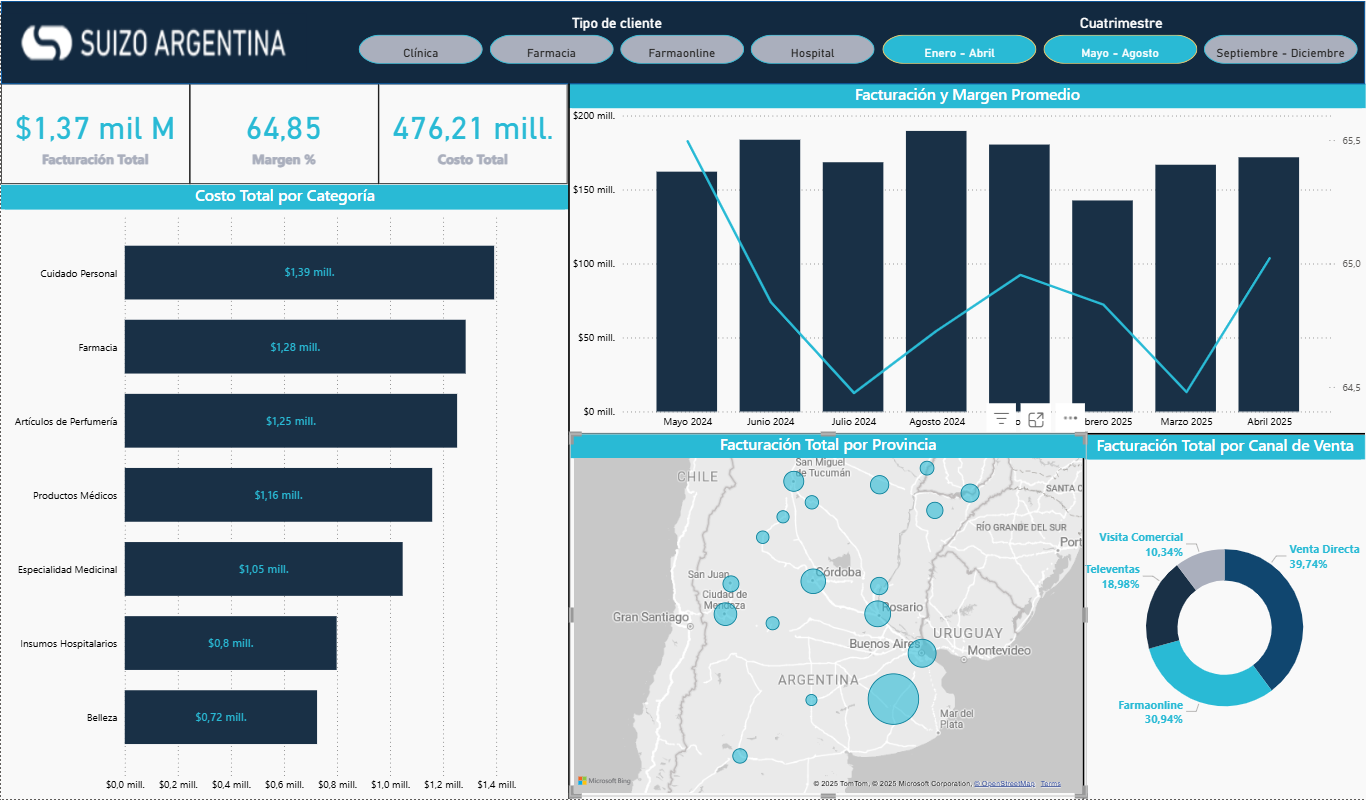 SUIZO ARGENTINA
Tipo de cliente
Clínica
Farmacia
Farmaonline
Hospital
Cuatrimestre
Enero - Abril
Mayo - Agosto
Septiembre - Diciembre
$1,37 mil M
Facturación Total
64,85
Margen %
476,21 mill.
Costo Total
Costo Total por Categoría
Cuidado Personal
$1,39 mill.
Farmacia
$1,28 mill.
Artículos de Perfumería
$1,25 mill.
Productos Médicos
$1,16 mill.
Especialidad Medicinal
$1,05 mill.
Insumos Hospitalarios
$0,8 mill.
Belleza
$0,72 mill.
$0,0 mill.
$0,2 mill.
$0,4 mill.
$0,6 mill.
$0,8 mill.
$1,0 mill.
$1,2 mill.
$1,4 mill.
Facturación y Margen Promedio
$200 mill.
$150 mill.
$100 mill.
$50 mill.
$0 mill.
65,5
65,0
64,5
Mayo 2024
Junio 2024
Julio 2024
Agosto 2024
o
brero 2025
Marzo 2025
Abril 2025
Facturación Total por Provincia
CHILE
San Miguel
de Tucumán
SANTA C
RÍO GRANDE DEL SUR
Port
San Juan
Córdoba
Ciudad de
Mendoza
Gran Santiago
Rosario
URUGUAY
Buenos Aires
Montevideo
ARGENTINA
Mar del
Plata
Microsoft Bing
© 2025 TomTom, © 2025 Microsoft Corporation, © OpenStreetMap Terms
Facturación Total por Canal de Venta
Visita Comercial
10,34%
Venta Directa
39,74%
Televentas
18,98%
Farmaonline
30,94%